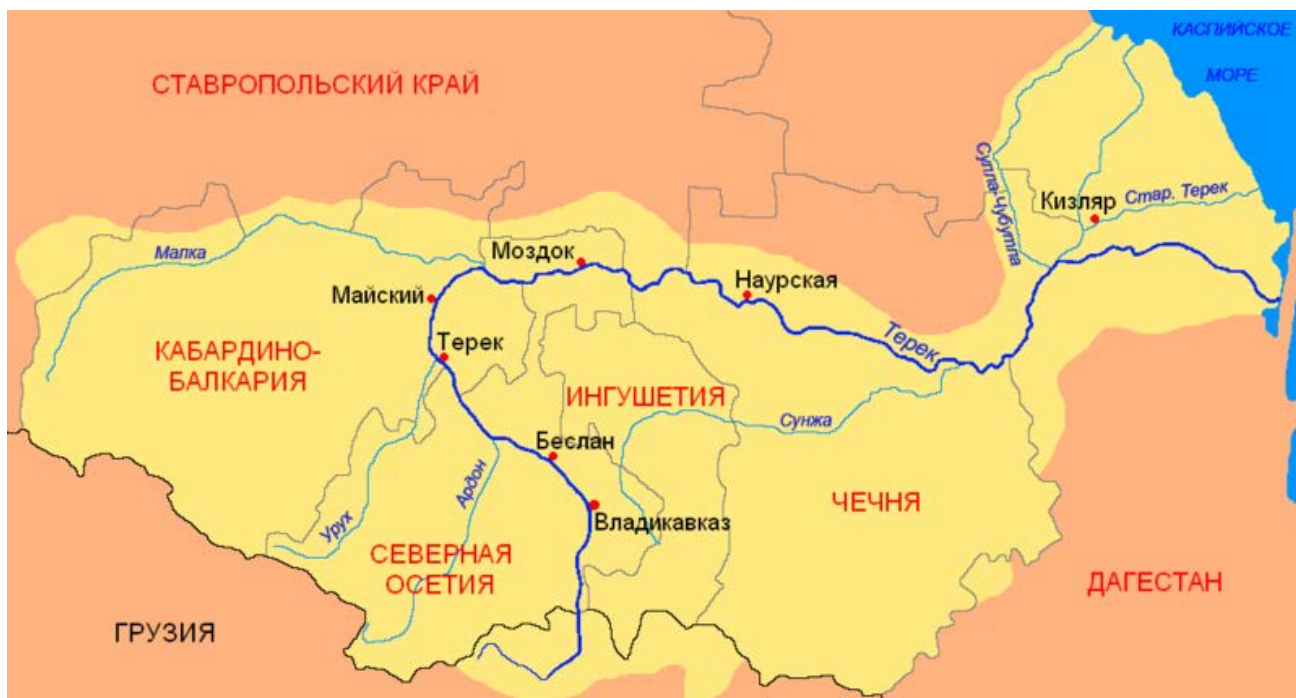 КАСПИЙСКОЕ
МОРЕ
СТАВРОПОЛЬСКИЙ КРАЙ
Сулла-Чубутла
Кизляр
Стар. Терек
Малка
Моздок
Майский
Наурская
Терек
Терек
КАБАРДИНО-
БАЛКАРИЯ
ИНГУШЕТИЯ
Сунжа
Беслан
Ардон
Урух
Владикавказ
ЧЕЧНЯ
СЕВЕРНАЯ
ОСЕТИЯ
ДАГЕСТАН
ГРУЗИЯ